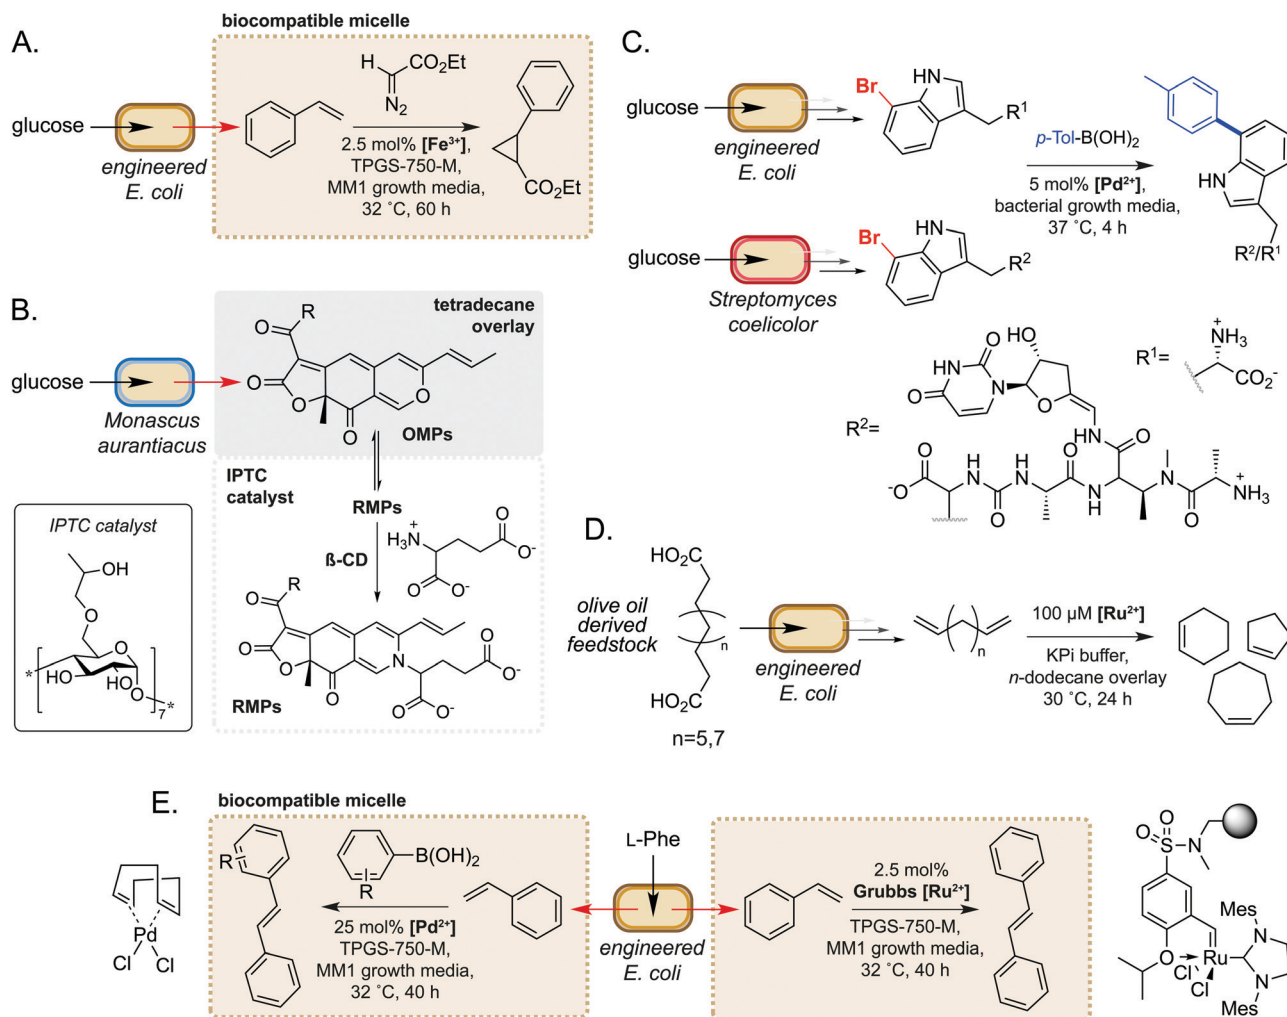 A.
biocompatible micelle
glucose
engineered
E. coli
H
CO₂Et
N₂
2.5 mol% [Fe³⁺],
TPGS-750-M,
MM1 growth media,
32 ˚C, 60 h
CO₂Et
B.
glucose
Monascus
aurantiacus
tetradecane
overlay
R
O
O
O
O
O
OMPs
IPTC
catalyst
RMPs
ß-CD
H₃N⁺
O
O⁻
O
O⁻
R
O
O
O
O
N
O
O⁻
O
O⁻
RMPs
IPTC catalyst
OH
O
O
HO
HO
O
*
*
7
C.
glucose
engineered
E. coli
Br
HN
R¹
glucose
Streptomyces
coelicolor
Br
HN
R²
p-Tol-B(OH)₂
5 mol% [Pd²⁺],
bacterial growth media,
37 ˚C, 4 h
HN
R²/R¹
R¹=
NH₃⁺
CO₂⁻
R²=
HO
O
HN
N
O
O
HN
O
O
⁻O
H
N
O
N
H
H
N
O
N
H
O
N
O
NH₃⁺
D.
olive oil
derived
feedstock
HO₂C
n
HO₂C
n=5,7
engineered
E. coli
n
100 µM [Ru²⁺]
KPi buffer,
n-dodecane overlay
30 ˚C, 24 h
E.
biocompatible micelle
Pd
Cl
Cl
R
B(OH)₂
R
25 mol% [Pd²⁺]
TPGS-750-M,
MM1 growth media,
32 ˚C, 40 h
L-Phe
engineered
E. coli
2.5 mol%
Grubbs [Ru²⁺]
TPGS-750-M,
MM1 growth media,
32 ˚C, 40 h
O
O
S
N
Mes
N
O
Ru
Cl
Cl
N
Mes